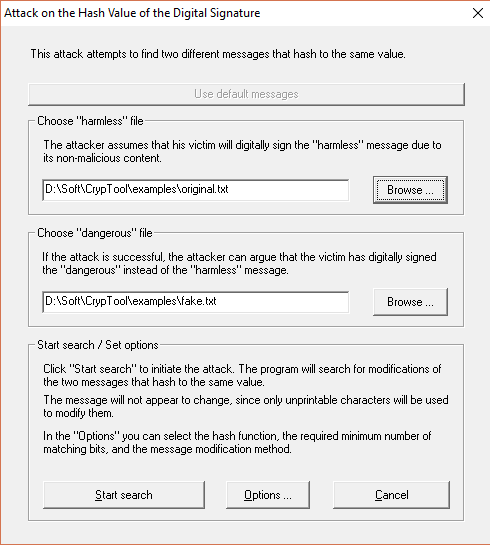 Attack on the Hash Value of the Digital Signature
This attack attempts to find two different messages that hash to the same value.
Use default messages
Choose "harmless" file
The attacker assumes that his victim will digitally sign the "harmless" message due to
its non-malicious content.
D:\Soft\CrypTool\examples\original.txt
Browse ...
Choose "dangerous" file
If the attack is successful, the attacker can argue that the victim has digitally signed
the "dangerous" instead of the "harmless" message.
D:\Soft\CrypTool\examples\fake.txt
Browse ...
Start search / Set options
Click "Start search" to initiate the attack. The program will search for modifications of
the two messages that hash to the same value.
The message will not appear to change, since only unprintable characters will be used
to modify them.
In the "Options" you can select the hash function, the required minimum number of
matching bits, and the message modification method.
Start search
Options ...
Cancel